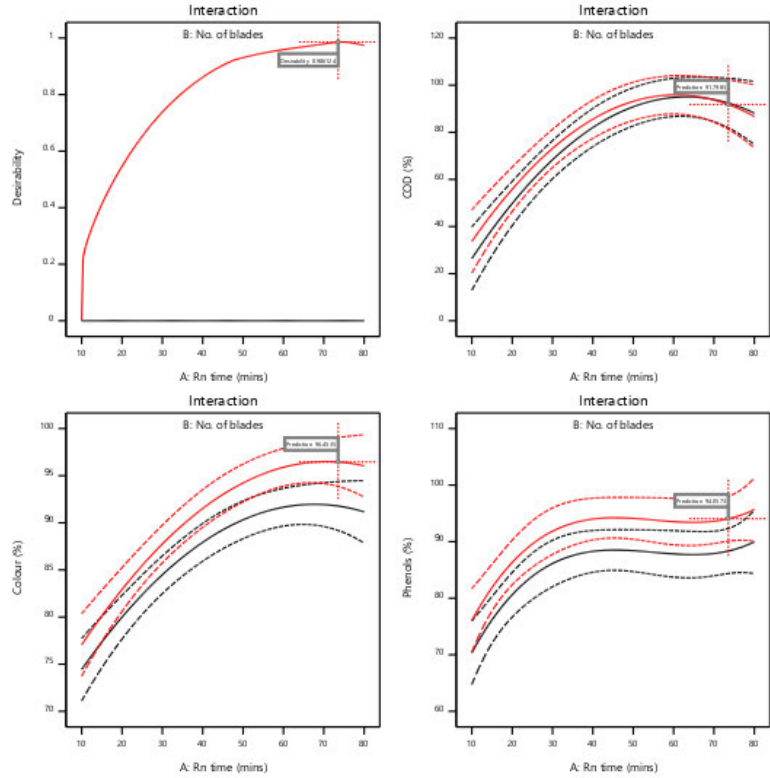 Interaction
B: No. of blades
Desirability
1
0.8
0.6
0.4
0.2
0
10 20 30 40 50 60 70 80
A: Rn time (mins)
Interaction
B: No. of blades
COD (%)
120
100
80
60
40
20
0
10 20 30 40 50 60 70 80
A: Rn time (mins)
Interaction
B: No. of blades
Colour (%)
100
95
90
85
80
75
70
10 20 30 40 50 60 70 80
A: Rn time (mins)
Interaction
B: No. of blades
Phenols (%)
110
100
90
80
70
60
10 20 30 40 50 60 70 80
A: Rn time (mins)
Desirability
Prediction
Prediction
Prediction